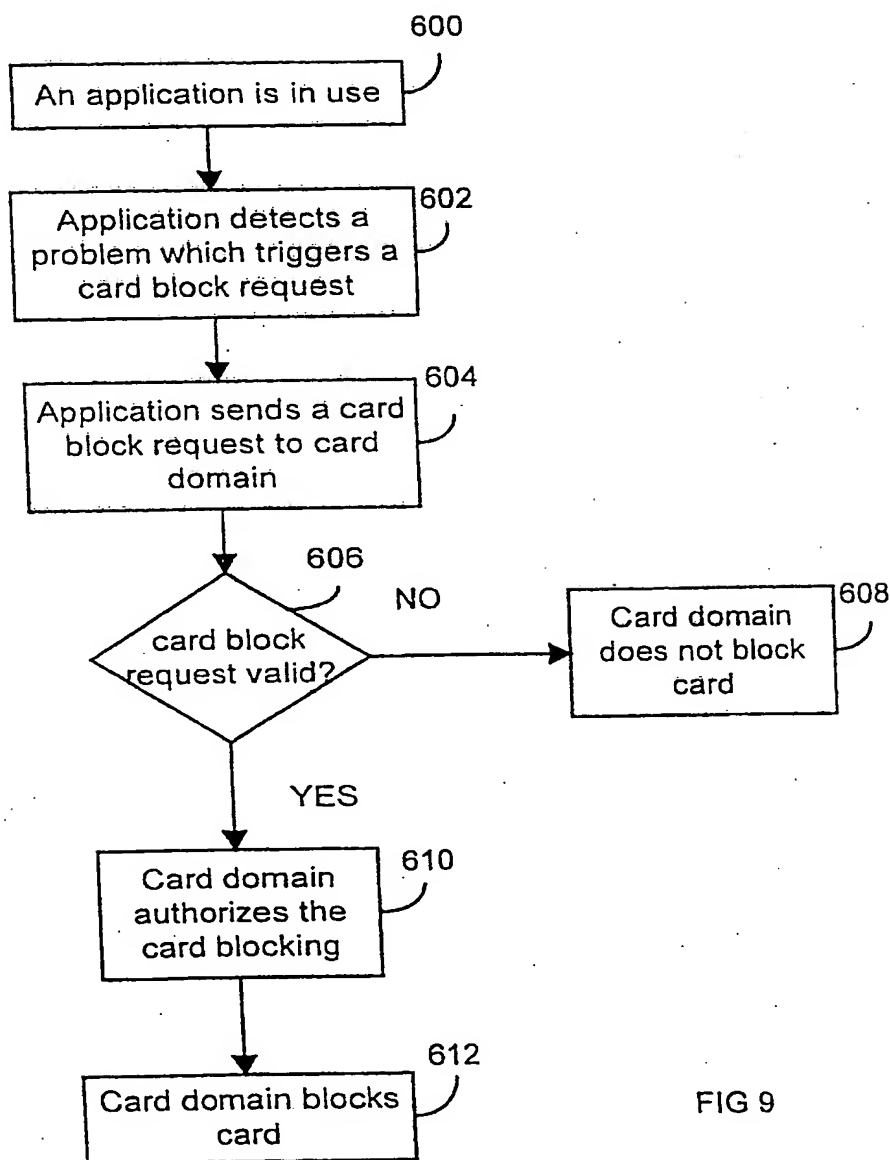 600
An application is in use
602
Application detects a
problem which triggers a
card block request
604
Application sends a card
block request to card
domain
606
card block
request valid?
NO
608
Card domain
does not block
card
YES
610
Card domain
authorizes the
card blocking
612
Card domain blocks
card
FIG 9